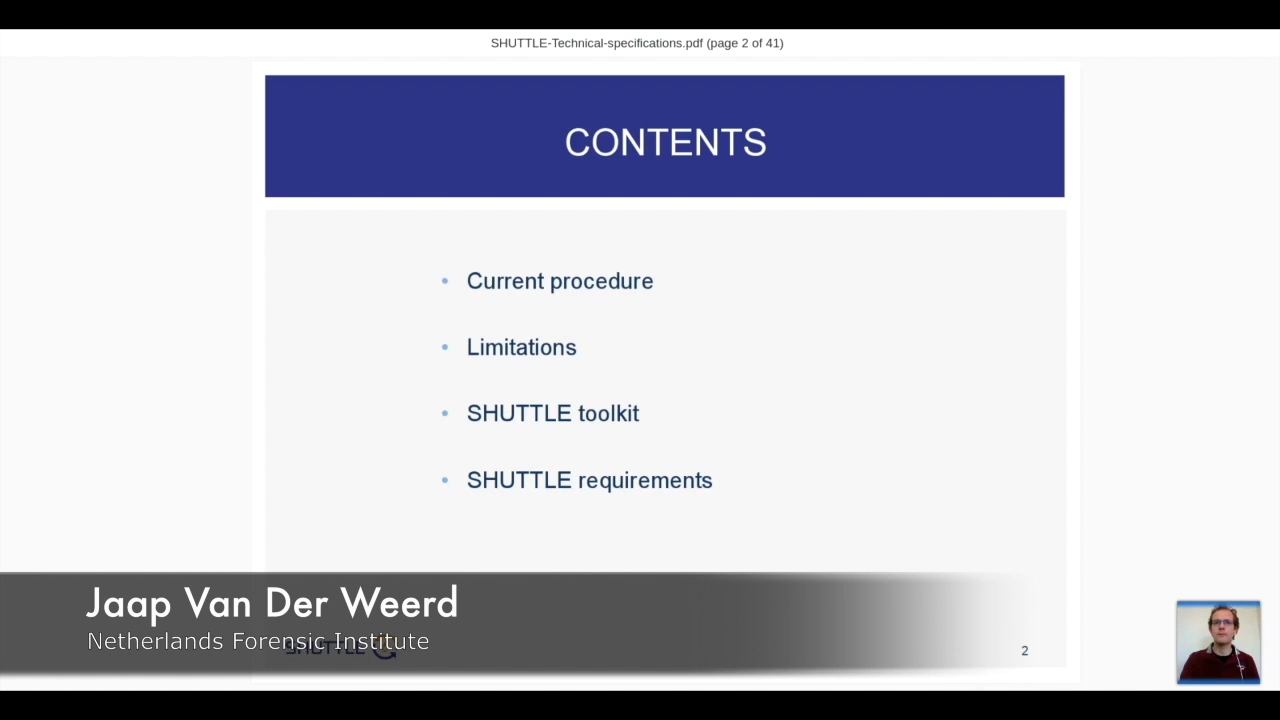 SHUTTLE-Technical-specifications.pdf (page 2 of 41)
CONTENTS
• Current procedure
• Limitations
• SHUTTLE toolkit
• SHUTTLE requirements
Jaap Van Der Weerd
Netherlands Forensic Institute
SHUTTLE
2